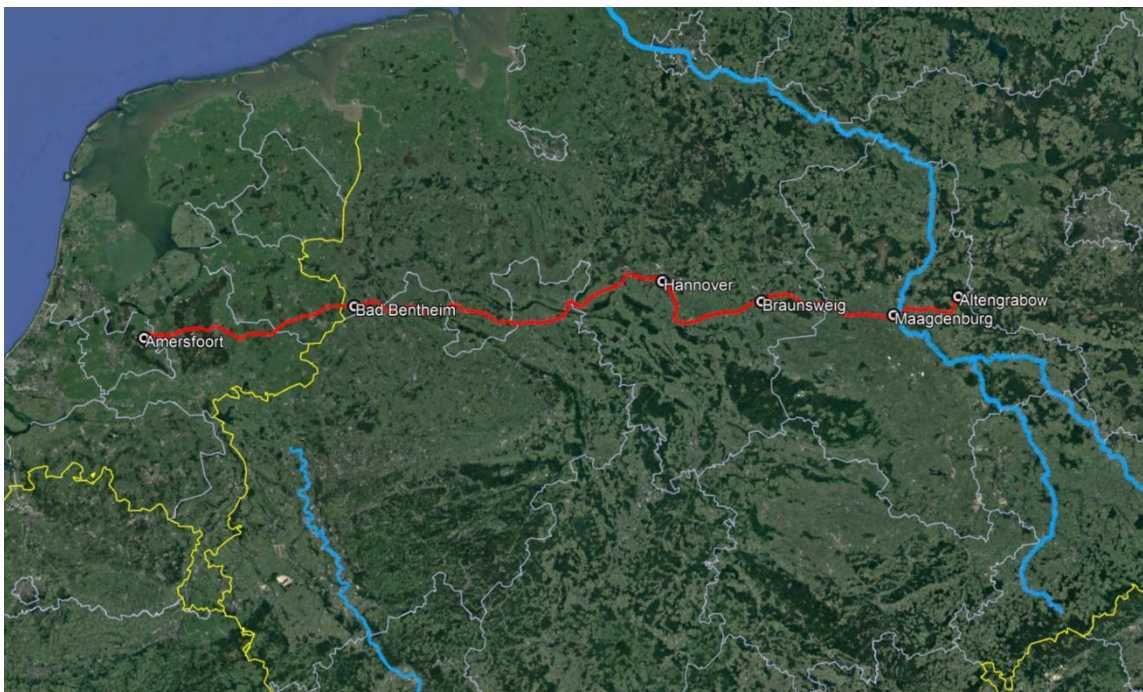 Hannover
Altengrabow
Braunsweig
Bad Bentheim
Maagdenburg
Amersfoort